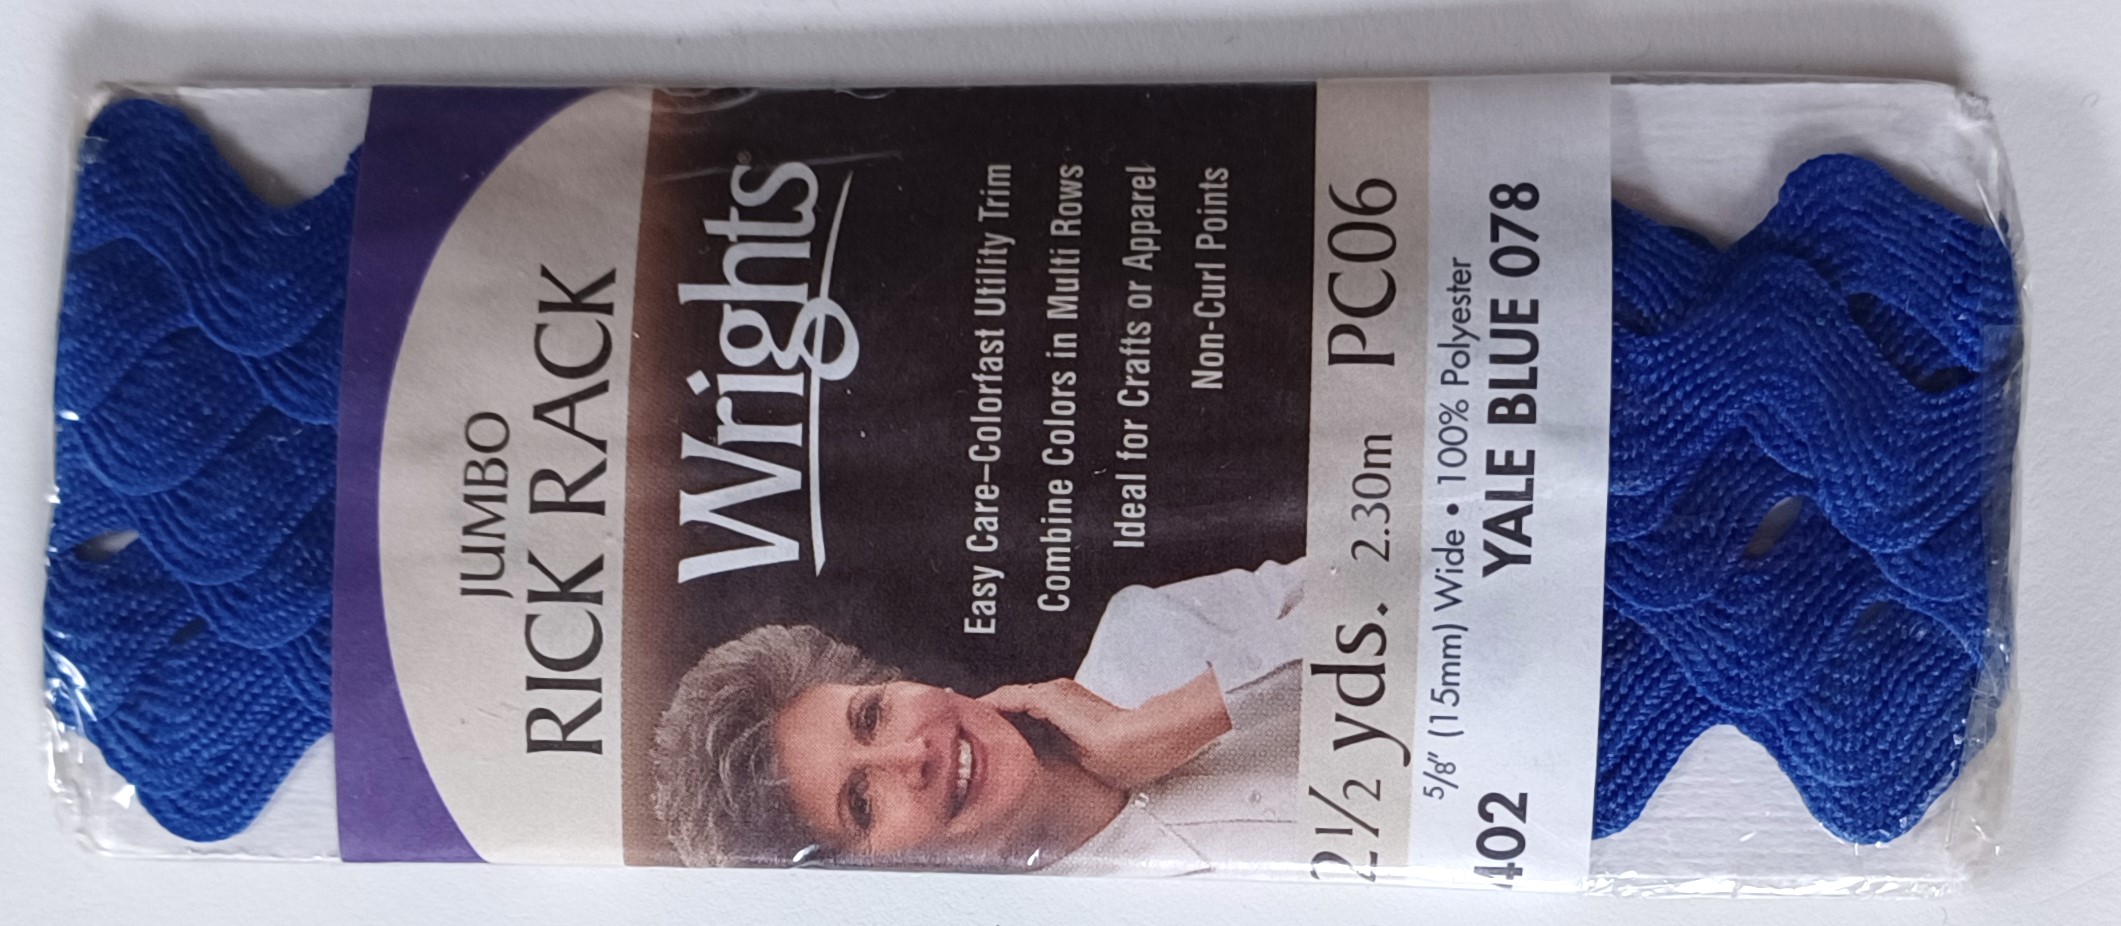 JUMBO
RICK RACK
Wrights®
Easy Care–Colorfast Utility Trim
Combine Colors in Multi Rows
Ideal for Crafts or Apparel
Non-Curl Points
2½ yds. 2.30m PC06
5/8" (15mm) Wide • 100% Polyester
402 YALE BLUE 078